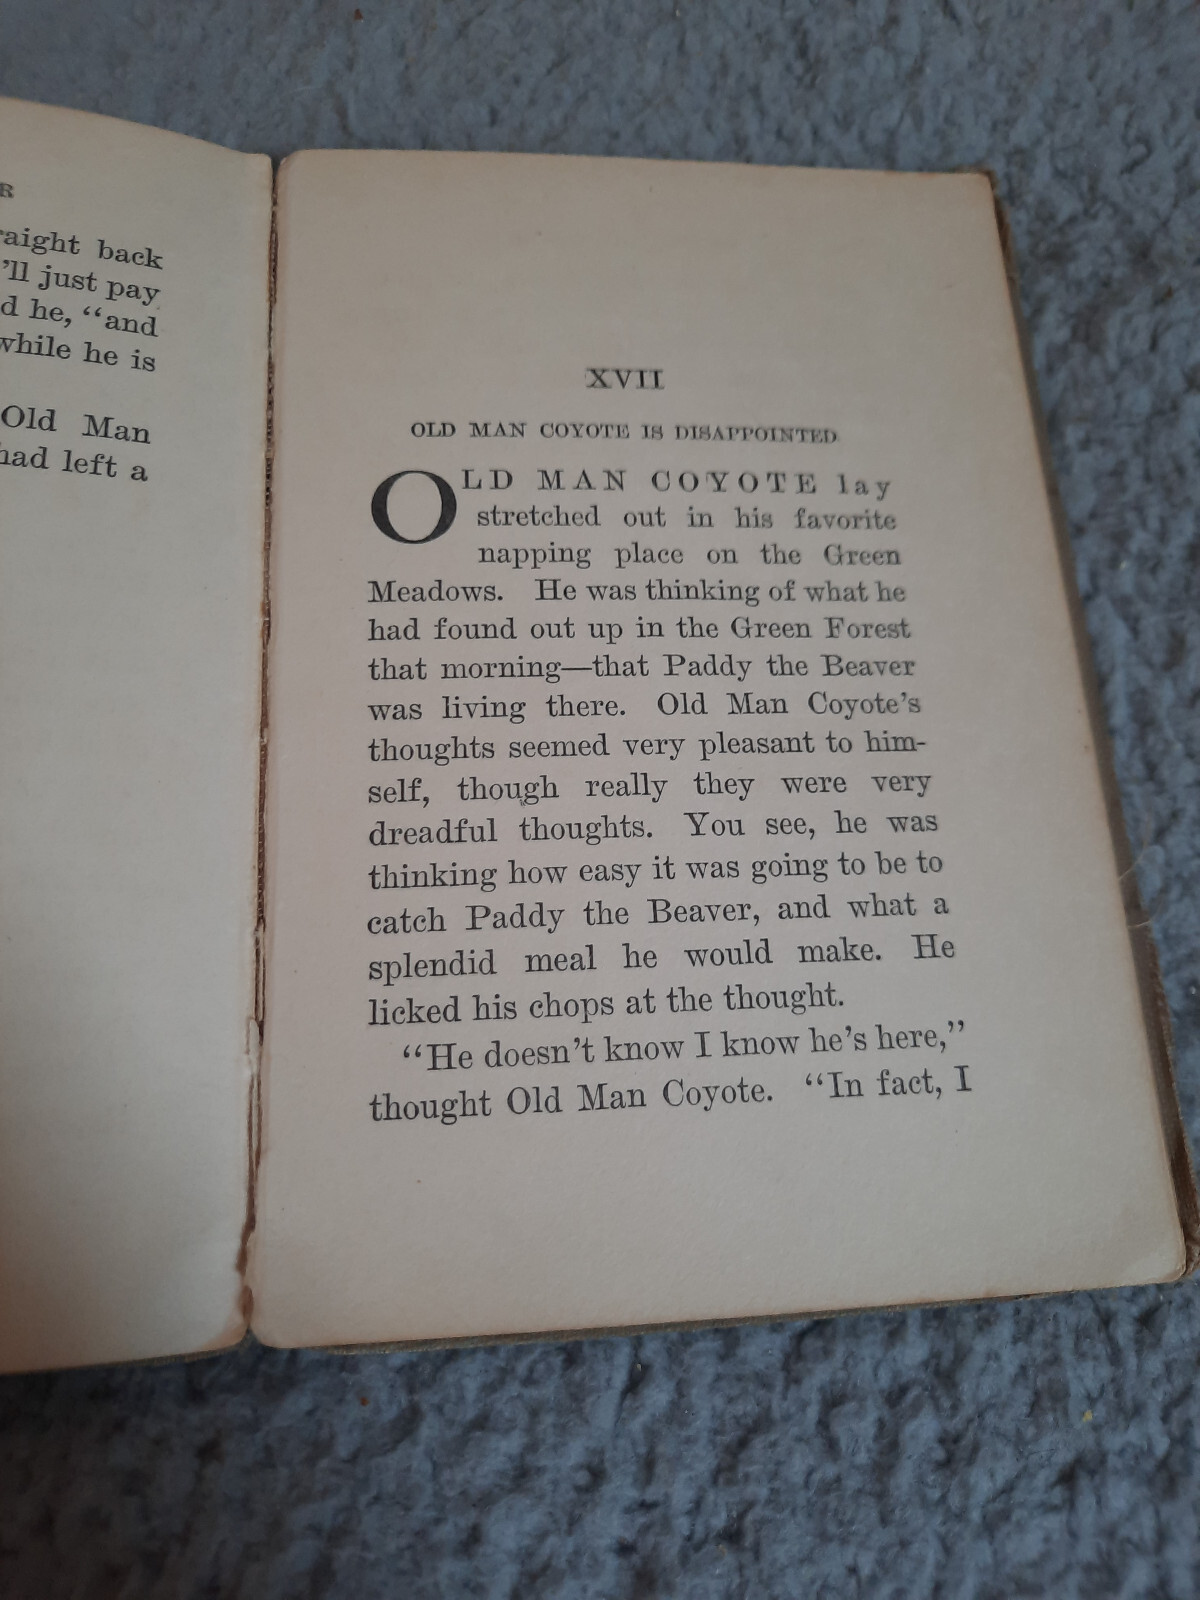 R
raight back
'll just pay
d he, “and
while he is
Old Man
had left a
XVII
OLD MAN COYOTE IS DISAPPOINTED
OLD MAN COYOTE lay
stretched out in his favorite
napping place on the Green
Meadows. He was thinking of what he
had found out up in the Green Forest
that morning—that Paddy the Beaver
was living there. Old Man Coyote's
thoughts seemed very pleasant to him-
self, though really they were very
dreadful thoughts. You see, he was
thinking how easy it was going to be to
catch Paddy the Beaver, and what a
splendid meal he would make. He
licked his chops at the thought.
“He doesn't know I know he's here,”
thought Old Man Coyote. “In fact, I